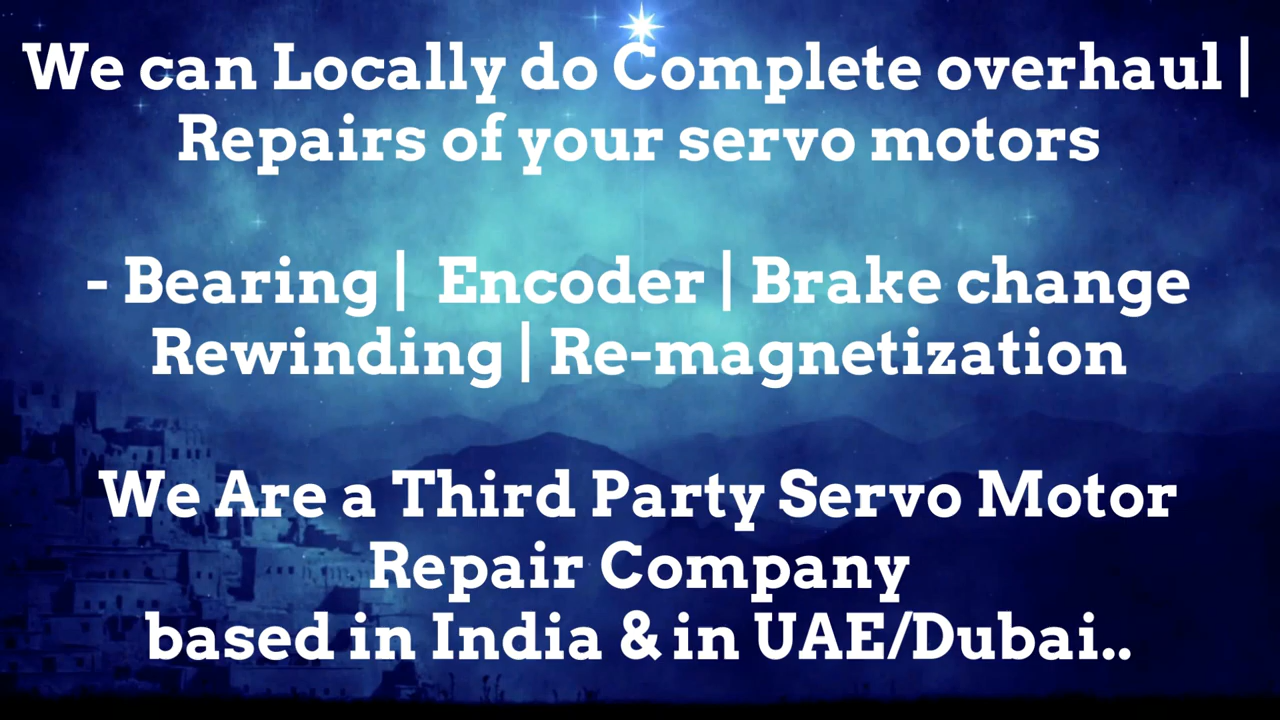 We can Locally do Complete overhaul |
Repairs of your servo motors
- Bearing | Encoder | Brake change
Rewinding | Re-magnetization
We Are a Third Party Servo Motor
Repair Company
based in India & in UAE/Dubai..